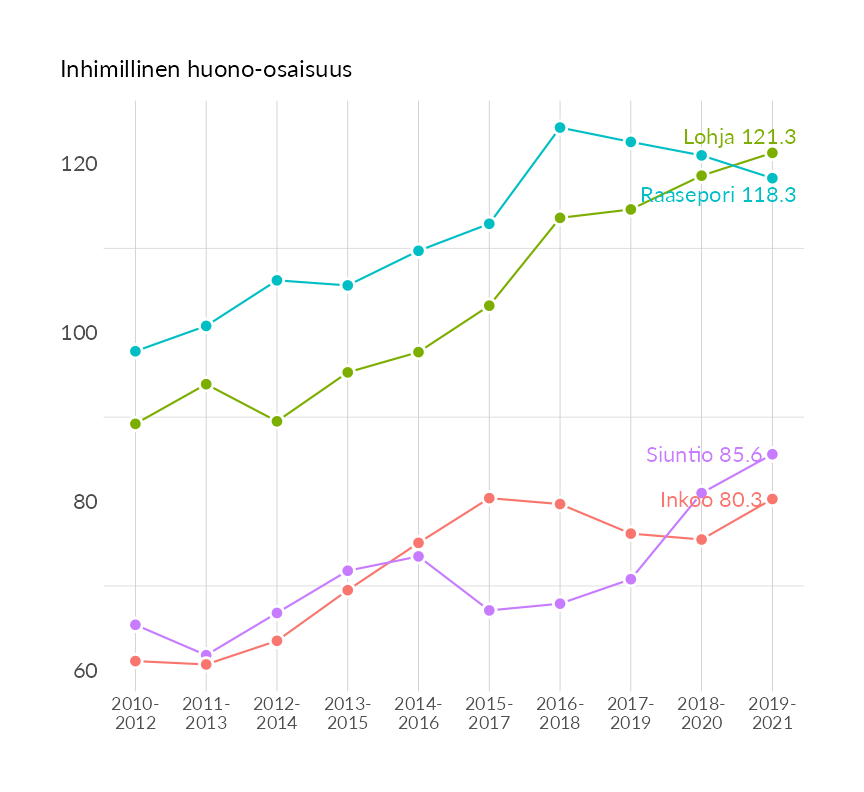 Inhimillinen huono-osaisuus
Lohja 121.3
120
Raasepori 118.3
100
Siuntio 85.6
80
Inkoo 80.3
60
2010- 2011- 2012- 2013- 2014- 2015- 2016- 2017- 2018- 2019-
2012 2013 2014 2015 2016 2017 2018 2019 2020 2021